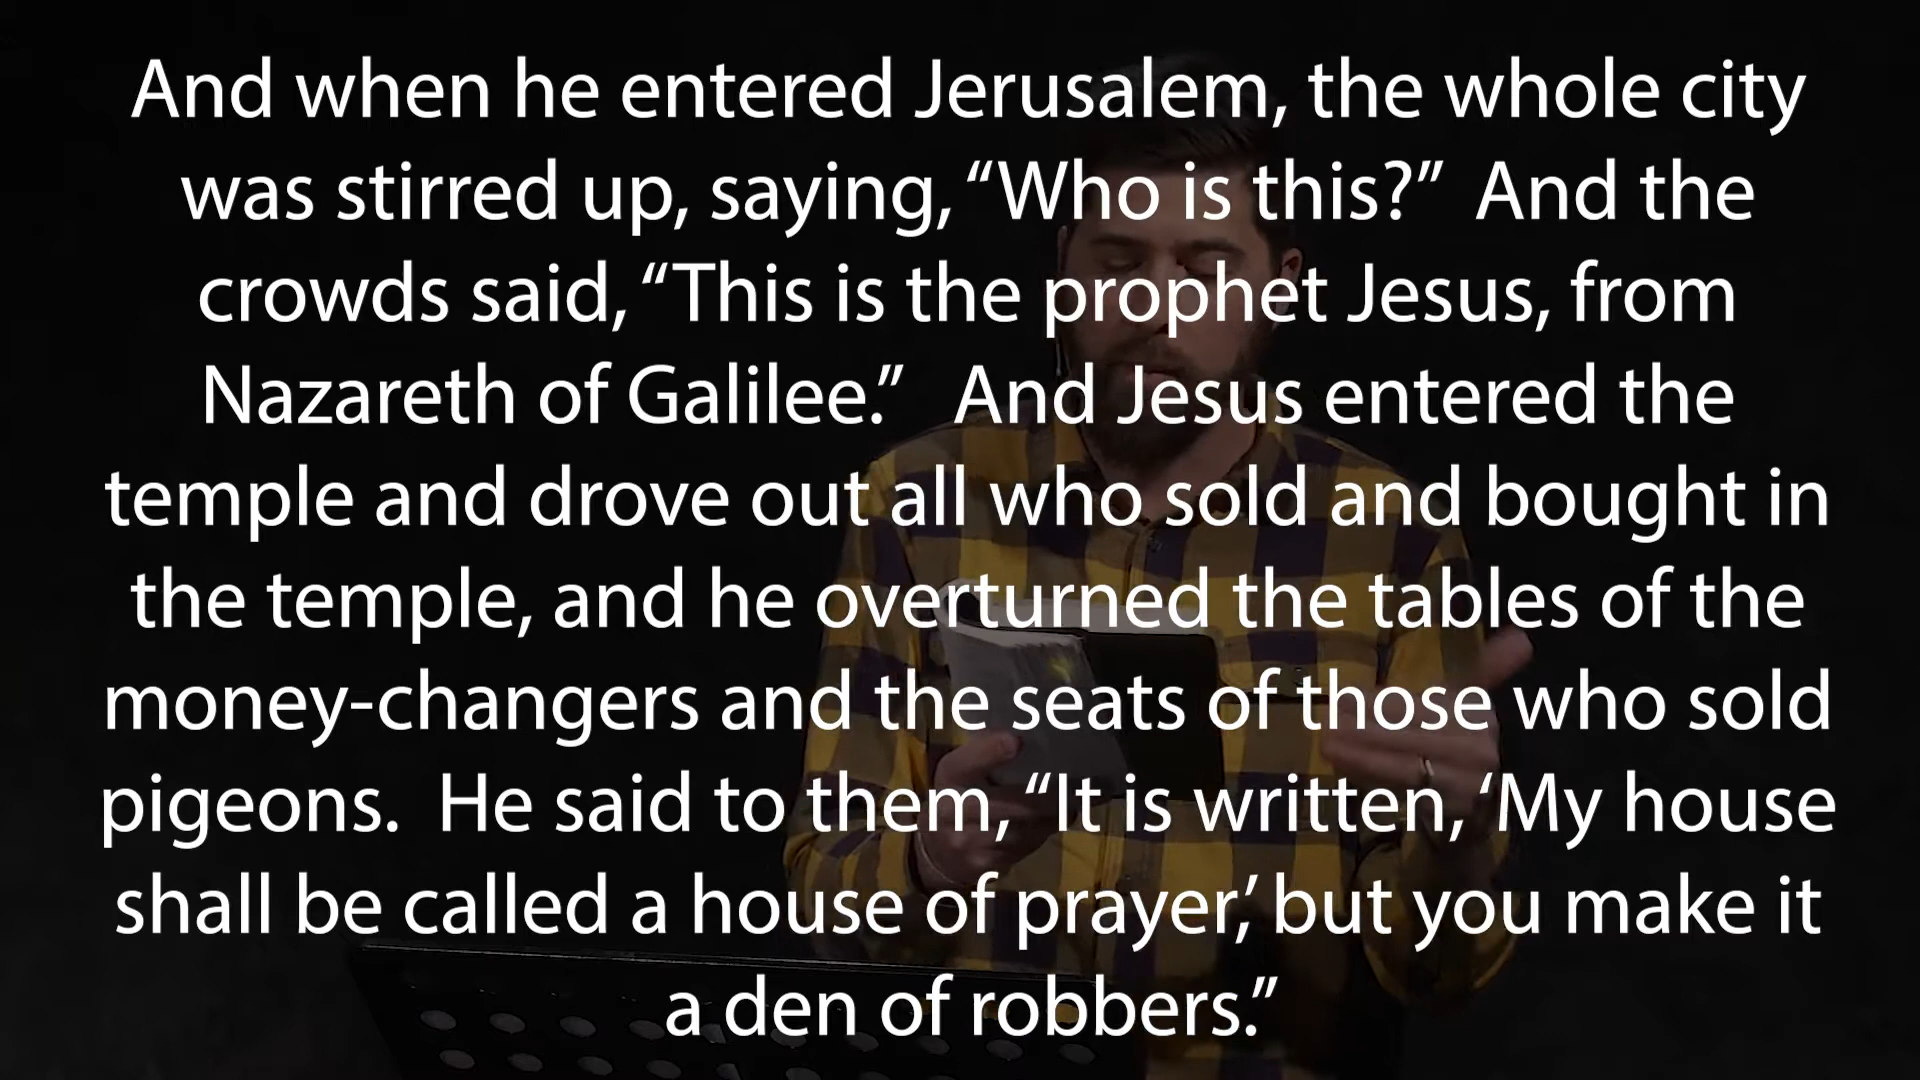 And when he entered Jerusalem, the whole city
was stirred up, saying, “Who is this?”  And the
crowds said, “This is the prophet Jesus, from
Nazareth of Galilee.”   And Jesus entered the
temple and drove out all who sold and bought in
the temple, and he overturned the tables of the
money-changers and the seats of those who sold
pigeons.  He said to them, “It is written, ‘My house
shall be called a house of prayer,’ but you make it
a den of robbers.”